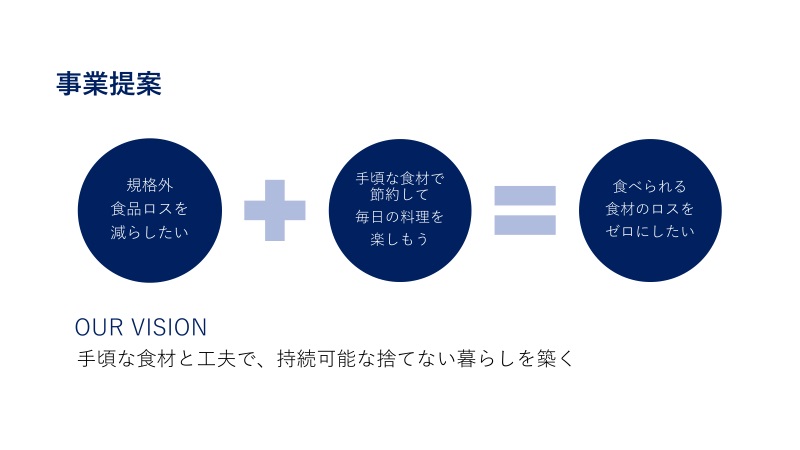 事業提案
規格外
食品ロスを
減らしたい
手頃な食材で
節約して
毎日の料理を
楽しもう
食べられる
食材のロスを
ゼロにしたい
OUR VISION
手頃な食材と工夫で、持続可能な捨てない暮らしを築く